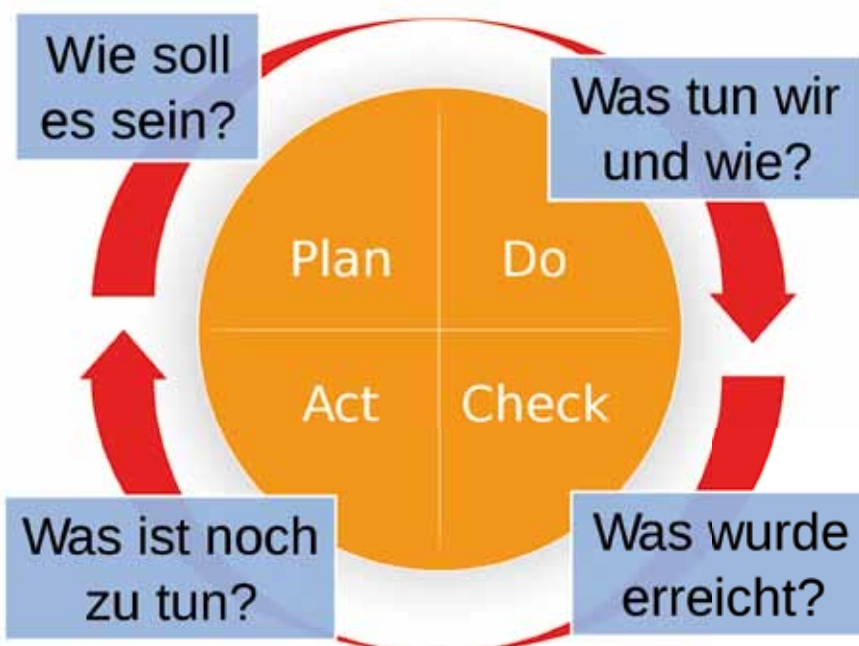 Wie soll
es sein?
Was tun wir
und wie?
Plan
Do
Act
Check
Was ist noch
zu tun?
Was wurde
erreicht?